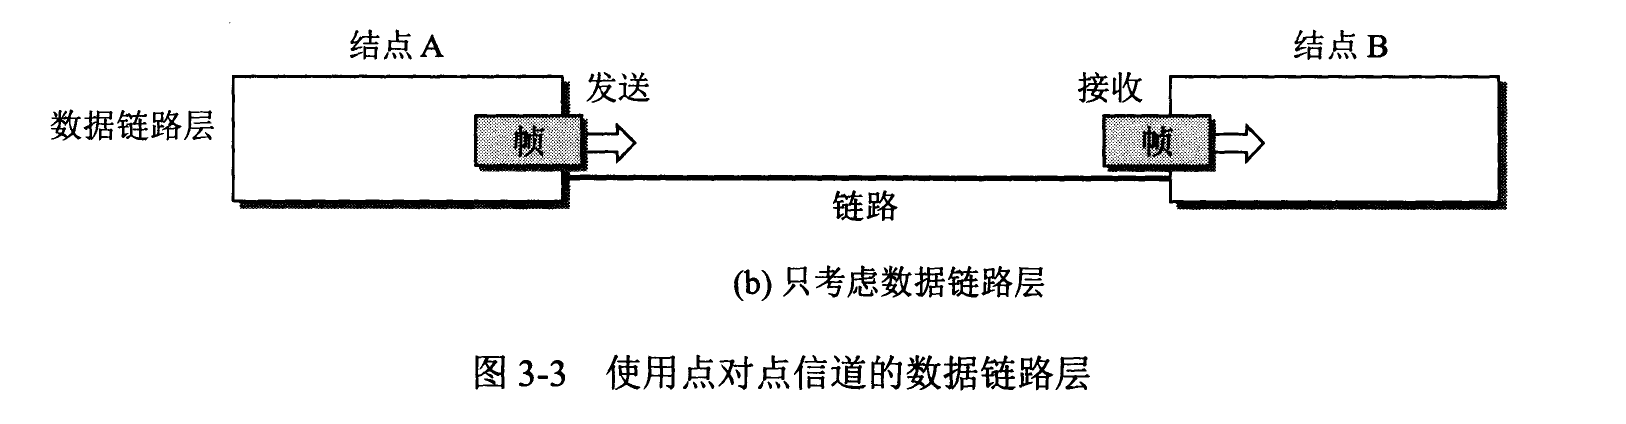 结点 A
结点 B
发送
接收
数据链路层
帧
帧
链路
(b) 只考虑数据链路层
图 3-3 使用点对点信道的数据链路层